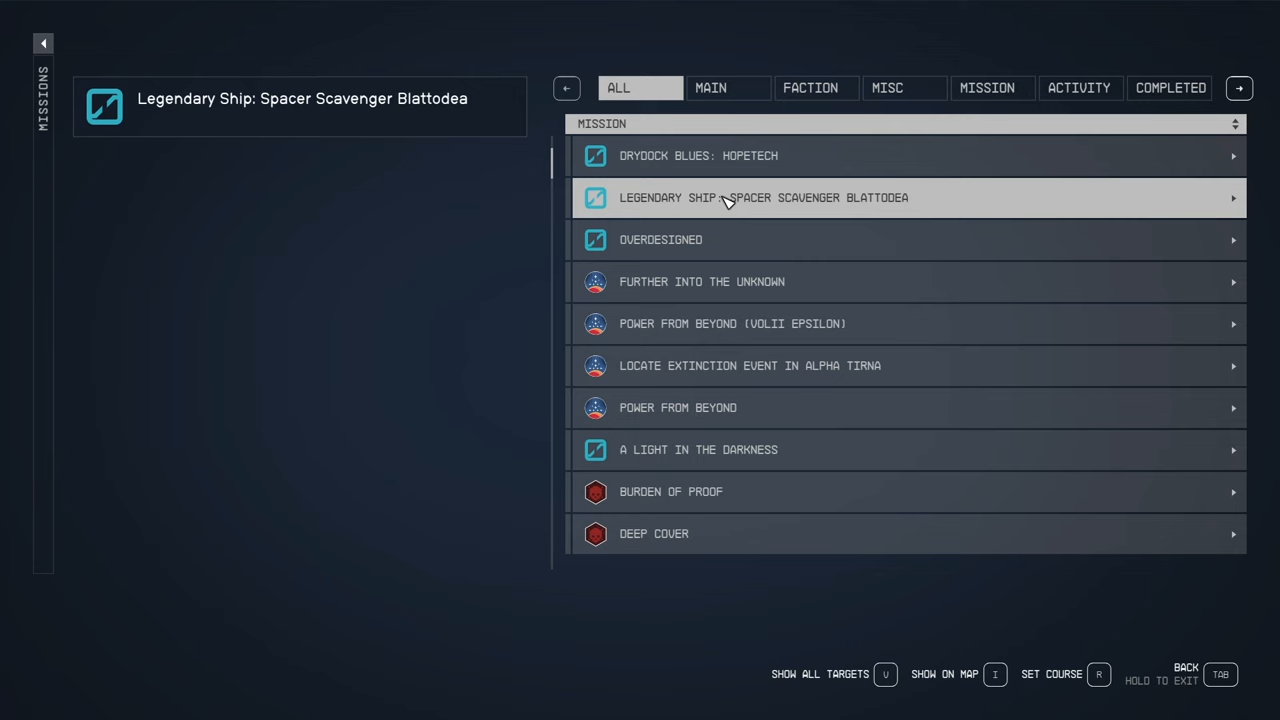 MISSIONS
Legendary Ship: Spacer Scavenger Blattodea
ALL MAIN FACTION MISC MISSION ACTIVITY COMPLETED
MISSION
DRYDOCK BLUES: HOPETECH
LEGENDARY SHIP: SPACER SCAVENGER BLATTODEA
OVERDESIGNED
FURTHER INTO THE UNKNOWN
POWER FROM BEYOND (VOLII EPSILON)
LOCATE EXTINCTION EVENT IN ALPHA TIRNA
POWER FROM BEYOND
A LIGHT IN THE DARKNESS
BURDEN OF PROOF
DEEP COVER
SHOW ALL TARGETS U SHOW ON MAP I SET COURSE R BACK TAB
HOLD TO EXIT